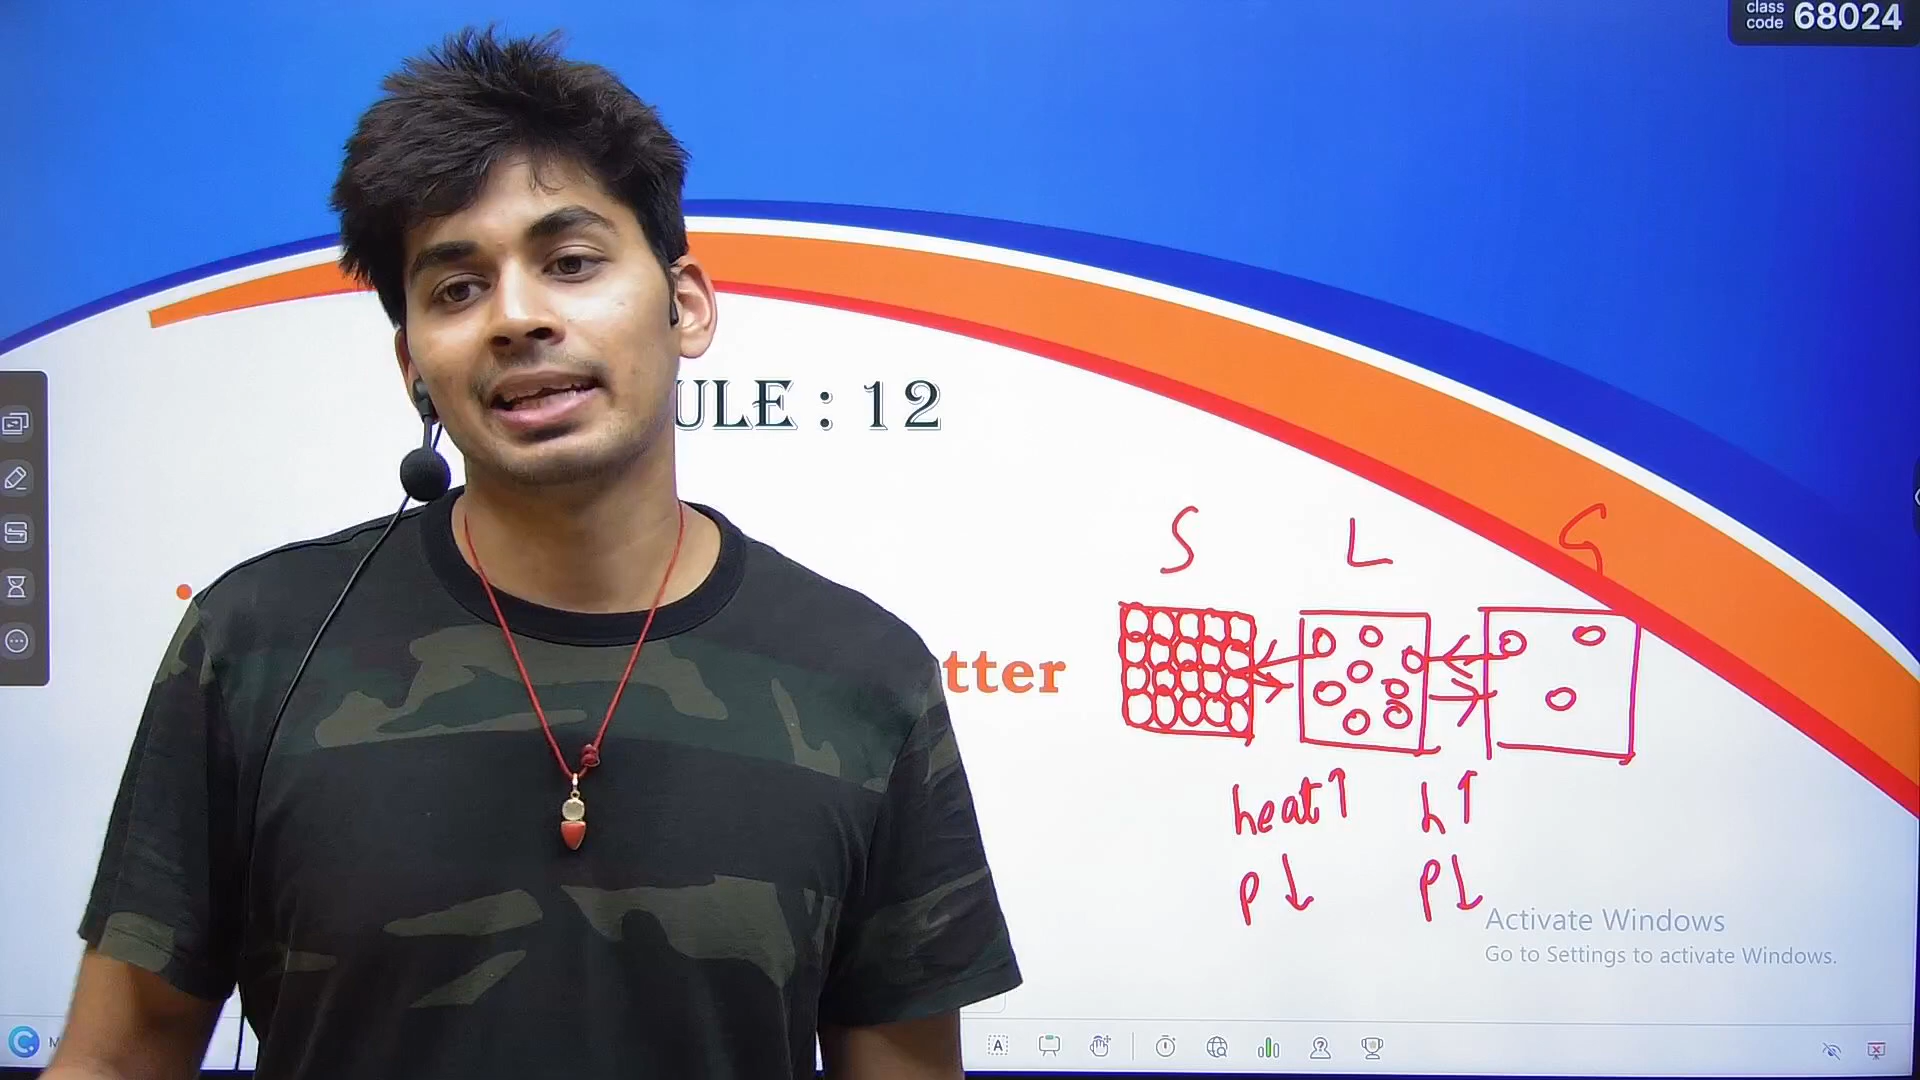 class code 68024
ULE : 12
S L G
tter
heat↑ h↑
P↓ P↓
Activate Windows
Go to Settings to activate Windows.
A